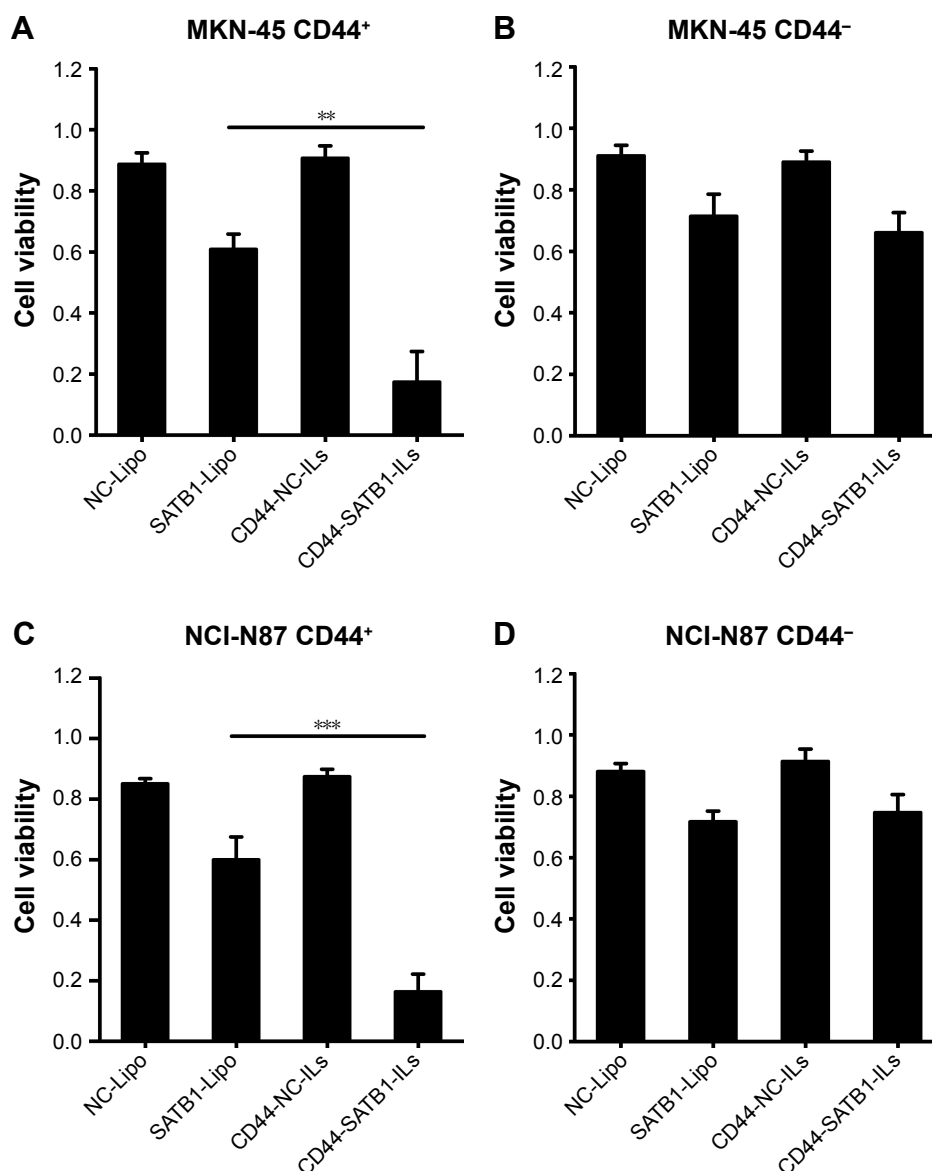 A
MKN-45 CD44⁺
Cell viability
1.2
1.0
0.8
0.6
0.4
0.2
0.0
**
NC-Lipo
SATB1-Lipo
CD44-NC-ILs
CD44-SATB1-ILs
B
MKN-45 CD44⁻
Cell viability
1.2
1.0
0.8
0.6
0.4
0.2
0.0
NC-Lipo
SATB1-Lipo
CD44-NC-ILs
CD44-SATB1-ILs
C
NCI-N87 CD44⁺
Cell viability
1.2
1.0
0.8
0.6
0.4
0.2
0.0
***
NC-Lipo
SATB1-Lipo
CD44-NC-ILs
CD44-SATB1-ILs
D
NCI-N87 CD44⁻
Cell viability
1.2
1.0
0.8
0.6
0.4
0.2
0.0
NC-Lipo
SATB1-Lipo
CD44-NC-ILs
CD44-SATB1-ILs